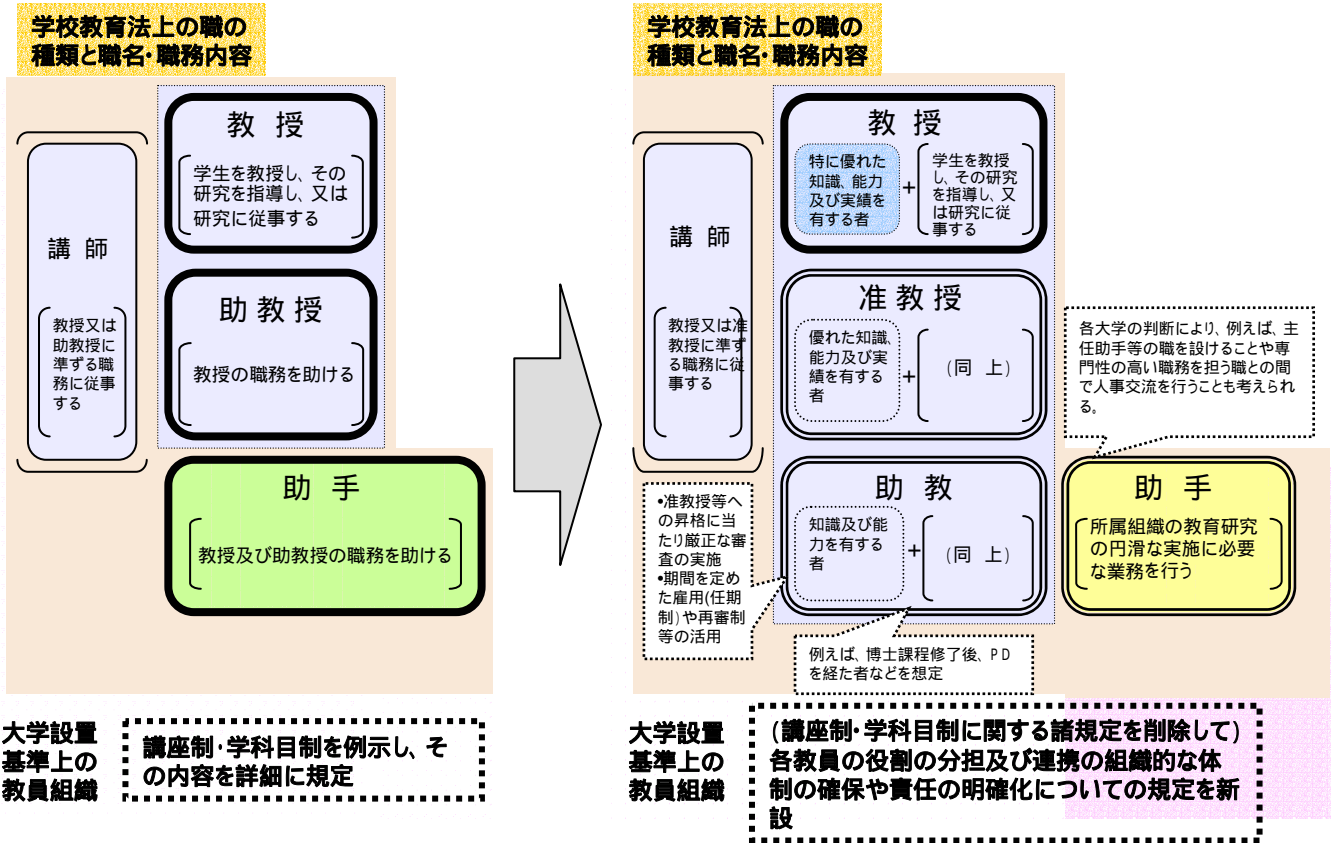 学校教育法上の職の
種類と職名・職務内容
教 授
学生を教授し、その
研究を指導し、又は
研究に従事する
講 師
教授又は
助教授に
準ずる職
務に従事
する
助 教 授
教授の職務を助ける
助 手
教授及び助教授の職務を助ける
大学設置
基準上の
教員組織
講座制・学科目制を例示し、そ
の内容を詳細に規定
学校教育法上の職の
種類と職名・職務内容
教 授
特に優れた
知識、能力
及び実績を
有する者
+
学生を教授
し、その研究
を指導し、又
は研究に従
事する
講 師
教授又は准
教授に準ず
る職務に従
事する
准 教 授
優れた知識、
能力及び実
績を有する
者
+
(同 上)
各大学の判断により、例えば、主
任助手等の職を設けることや専
門性の高い職務を担う職との間
で人事交流を行うことも考えられ
る。
助 教
知識及び能
力を有する
者
+
(同 上)
助 手
所属組織の教育研究
の円滑な実施に必要
な業務を行う
•准教授等へ
の昇格に当
たり厳正な審
査の実施
•期間を定め
た雇用(任期
制)や再審制
等の活用
例えば、博士課程修了後、PD
を経た者などを想定
大学設置
基準上の
教員組織
(講座制・学科目制に関する諸規定を削除して)
各教員の役割の分担及び連携の組織的な体
制の確保や責任の明確化についての規定を新
設